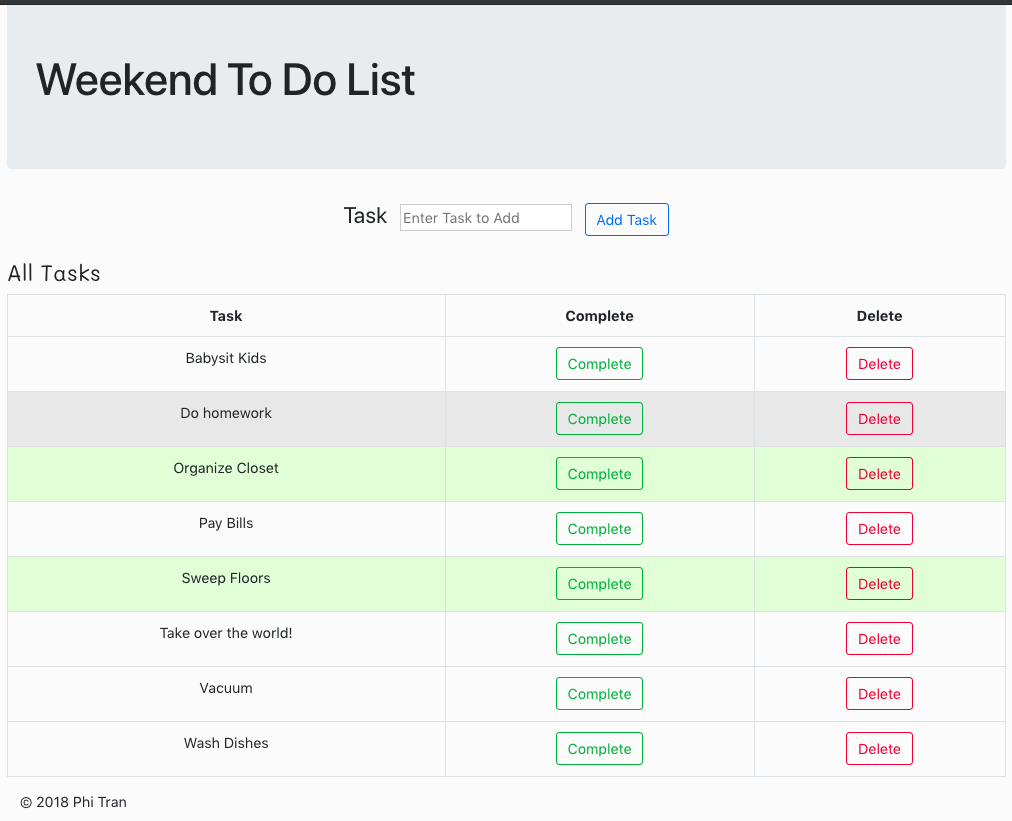 Weekend To Do List
Task Enter Task to Add Add Task
All Tasks
Task Complete Delete
Babysit Kids Complete Delete
Do homework Complete Delete
Organize Closet Complete Delete
Pay Bills Complete Delete
Sweep Floors Complete Delete
Take over the world! Complete Delete
Vacuum Complete Delete
Wash Dishes Complete Delete
© 2018 Phi Tran